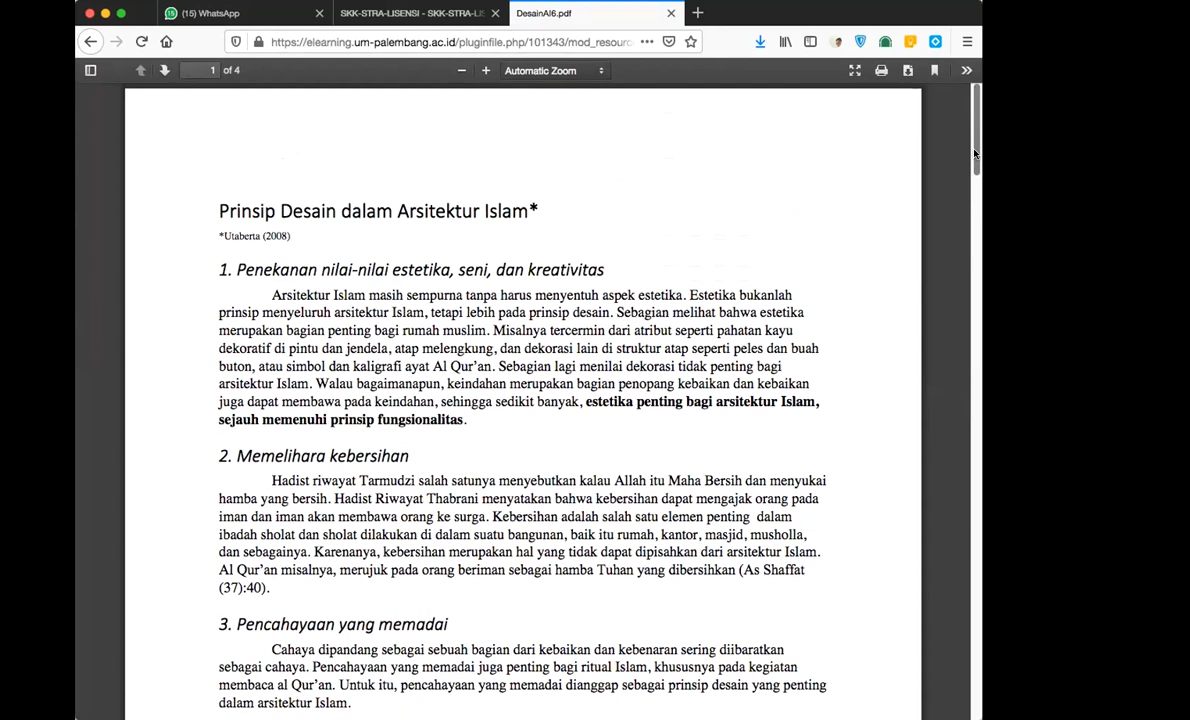 (15) WhatsApp
SKK-STRA-LISENSI - SKK-STRA-LI
DesainAI6.pdf
https://elearning.um-palembang.ac.id/pluginfile.php/101343/mod_resourc
1 of 4
Automatic Zoom
Prinsip Desain dalam Arsitektur Islam*
*Utaberta (2008)
1. Penekanan nilai-nilai estetika, seni, dan kreativitas
Arsitektur Islam masih sempurna tanpa harus menyentuh aspek estetika. Estetika bukanlah
prinsip menyeluruh arsitektur Islam, tetapi lebih pada prinsip desain. Sebagian melihat bahwa estetika
merupakan bagian penting bagi rumah muslim. Misalnya tercermin dari atribut seperti pahatan kayu
dekoratif di pintu dan jendela, atap melengkung, dan dekorasi lain di struktur atap seperti peles dan buah
buton, atau simbol dan kaligrafi ayat Al Qur'an. Sebagian lagi menilai dekorasi tidak penting bagi
arsitektur Islam. Walau bagaimanapun, keindahan merupakan bagian penopang kebaikan dan kebaikan
juga dapat membawa pada keindahan, sehingga sedikit banyak, estetika penting bagi arsitektur Islam,
sejauh memenuhi prinsip fungsionalitas.
2. Memelihara kebersihan
Hadist riwayat Tarmudzi salah satunya menyebutkan kalau Allah itu Maha Bersih dan menyukai
hamba yang bersih. Hadist Riwayat Thabrani menyatakan bahwa kebersihan dapat mengajak orang pada
iman dan iman akan membawa orang ke surga. Kebersihan adalah salah satu elemen penting dalam
ibadah sholat dan sholat dilakukan di dalam suatu bangunan, baik itu rumah, kantor, masjid, musholla,
dan sebagainya. Karenanya, kebersihan merupakan hal yang tidak dapat dipisahkan dari arsitektur Islam.
Al Qur'an misalnya, merujuk pada orang beriman sebagai hamba Tuhan yang dibersihkan (As Shaffat
(37):40).
3. Pencahayaan yang memadai
Cahaya dipandang sebagai sebuah bagian dari kebaikan dan kebenaran sering diibaratkan
sebagai cahaya. Pencahayaan yang memadai juga penting bagi ritual Islam, khususnya pada kegiatan
membaca al Qur'an. Untuk itu, pencahayaan yang memadai dianggap sebagai prinsip desain yang penting
dalam arsitektur Islam.